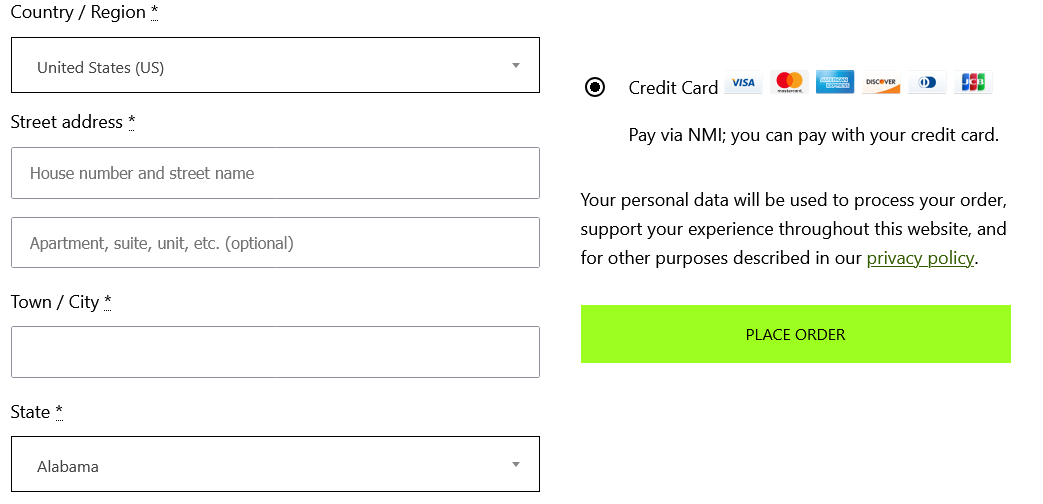 Country / Region *
United States (US)
Street address *
House number and street name
Apartment, suite, unit, etc. (optional)
Town / City *
State *
Alabama
Credit Card VISA mastercard AMERICAN EXPRESS DISCOVER JCB
Pay via NMI; you can pay with your credit card.
Your personal data will be used to process your order,
support your experience throughout this website, and
for other purposes described in our privacy policy.
PLACE ORDER